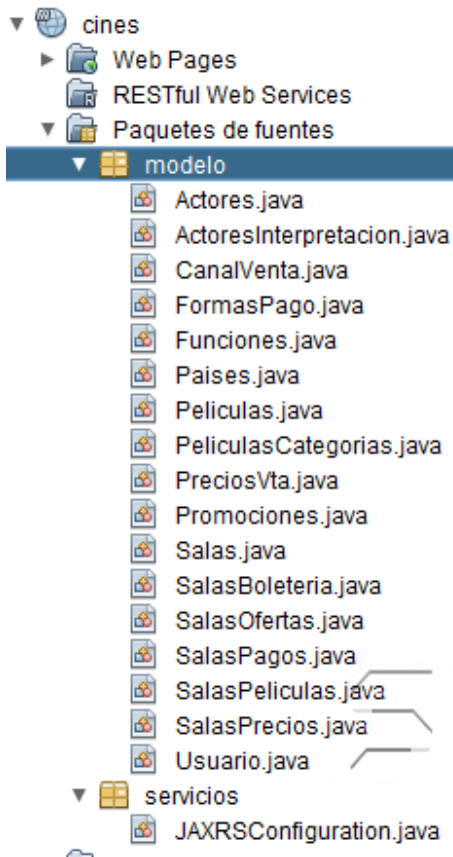 cines
Web Pages
RESTful Web Services
Paquetes de fuentes
modelo
Actores.java
ActoresInterpretacion.java
CanalVenta.java
FormasPago.java
Funciones.java
Paises.java
Peliculas.java
PeliculasCategorias.java
PreciosVta.java
Promociones.java
Salas.java
SalasBoleteria.java
SalasOfertas.java
SalasPagos.java
SalasPeliculas.java
SalasPrecios.java
Usuario.java
servicios
JAXRSConfiguration.java